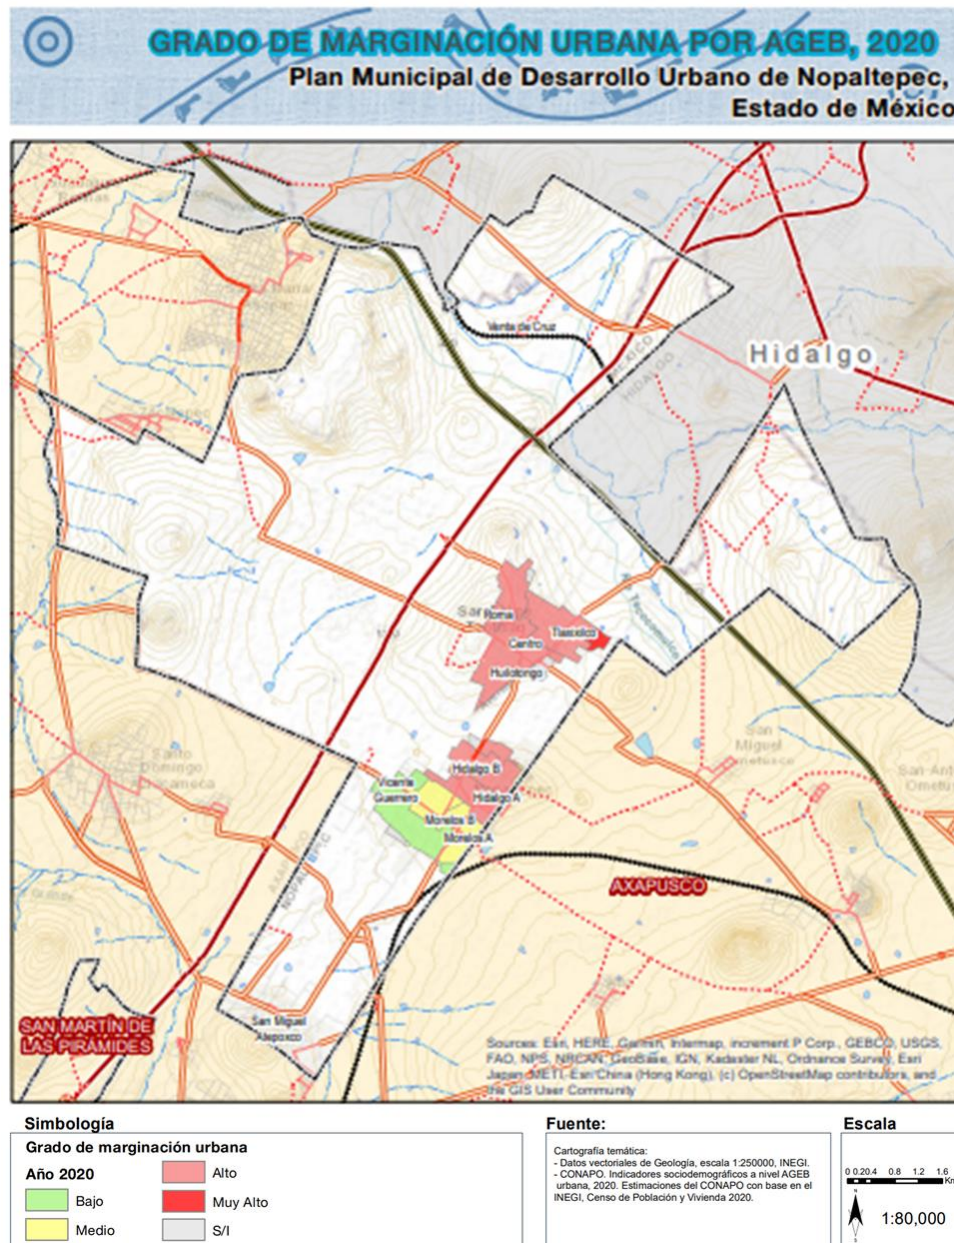 GRADO DE MARGINACIÓN URBANA POR AGEB, 2020
Plan Municipal de Desarrollo Urbano de Nopaltepec,
Estado de México
Venta de Cruz
MÉXICO
HIDALGO
Hidalgo
Roma
Centro
Tlaixilco
Huilotongo
Hidalgo B
Vicente
Guerrero
Hidalgo A
Morelos B
Morelos A
Santo
Domingo
San
Miguel
AXAPUSCO
SAN MARTÍN DE
LAS PIRÁMIDES
San Miguel
Atepoxco
Sources: Esri, HERE, Garmin, Intermap, increment P Corp., GEBCO, USGS,
FAO, NPS, NRCAN, GeoBase, IGN, Kadaster NL, Ordnance Survey, Esri
Japan, METI, Esri China (Hong Kong), (c) OpenStreetMap contributors, and
the GIS User Community
Simbología
Grado de marginación urbana
Año 2020
Bajo
Medio
Alto
Muy Alto
S/I
Fuente:
Cartografía temática:
- Datos vectoriales de Geología, escala 1:250000, INEGI.
- CONAPO. Indicadores sociodemográficos a nivel AGEB
urbana, 2020. Estimaciones del CONAPO con base en el
INEGI, Censo de Población y Vivienda 2020.
Escala
0 0.20.4 0.8 1.2 1.6
Km
N
S
1:80,000